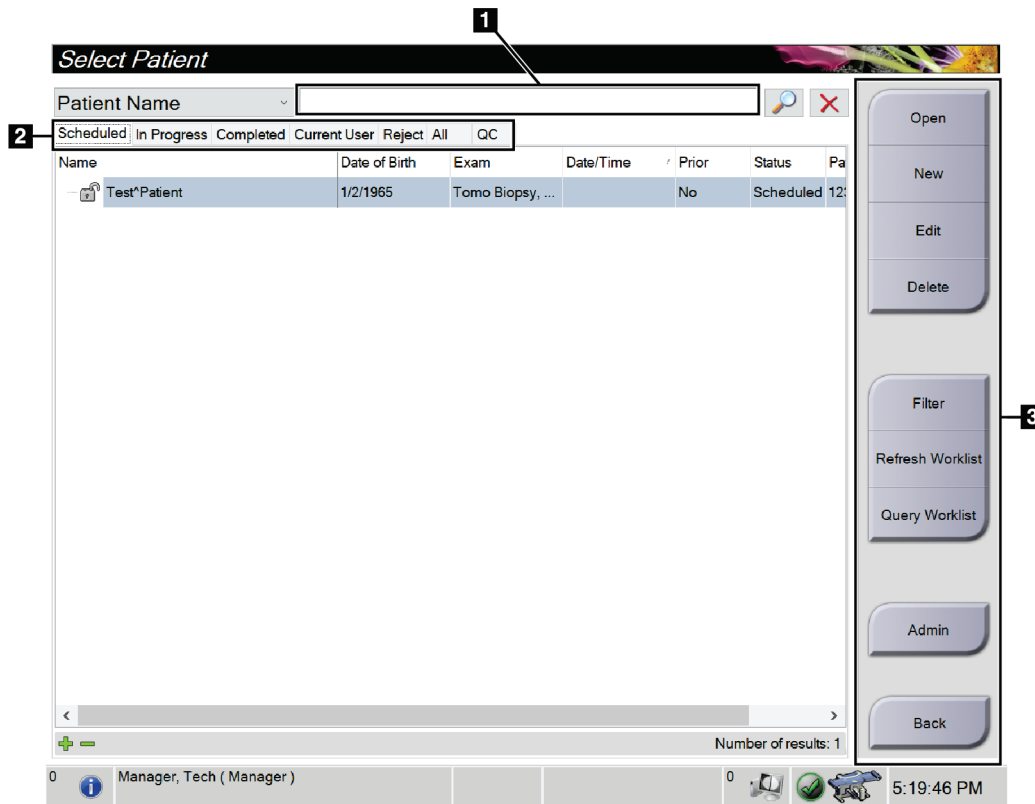 1
Select Patient
Patient Name
2
Scheduled In Progress Completed Current User Reject All QC
Name Date of Birth Exam Date/Time Prior Status Pa
Test^Patient 1/2/1965 Tomo Biopsy, ... No Scheduled 12
Open
New
Edit
Delete
Filter
3
Refresh Worklist
Query Worklist
Admin
Back
Number of results: 1
0 Manager, Tech ( Manager ) 0 5:19:46 PM